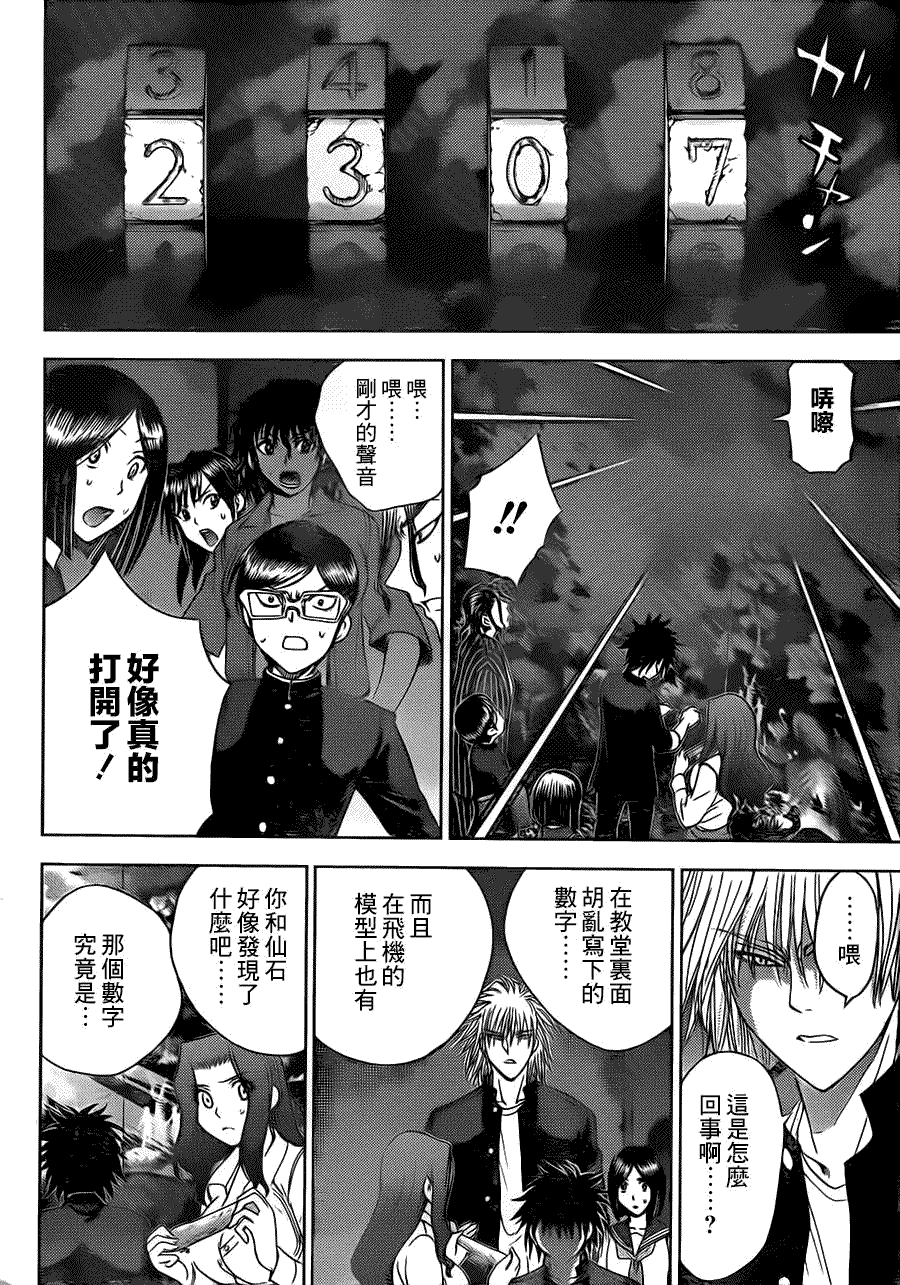 3 4 1 8
2 3 0 7
ガ
チャン
哢嚓
!!
喂…
喂……
剛才的聲音
好像真的
打開了！
……喂
這是怎麼
回事啊……？
在教堂裏面
胡亂寫下的
數字……
而且
在飛機的
模型上也有
你和仙石
好像發現了
什麼吧……
那個數字
究竟是…